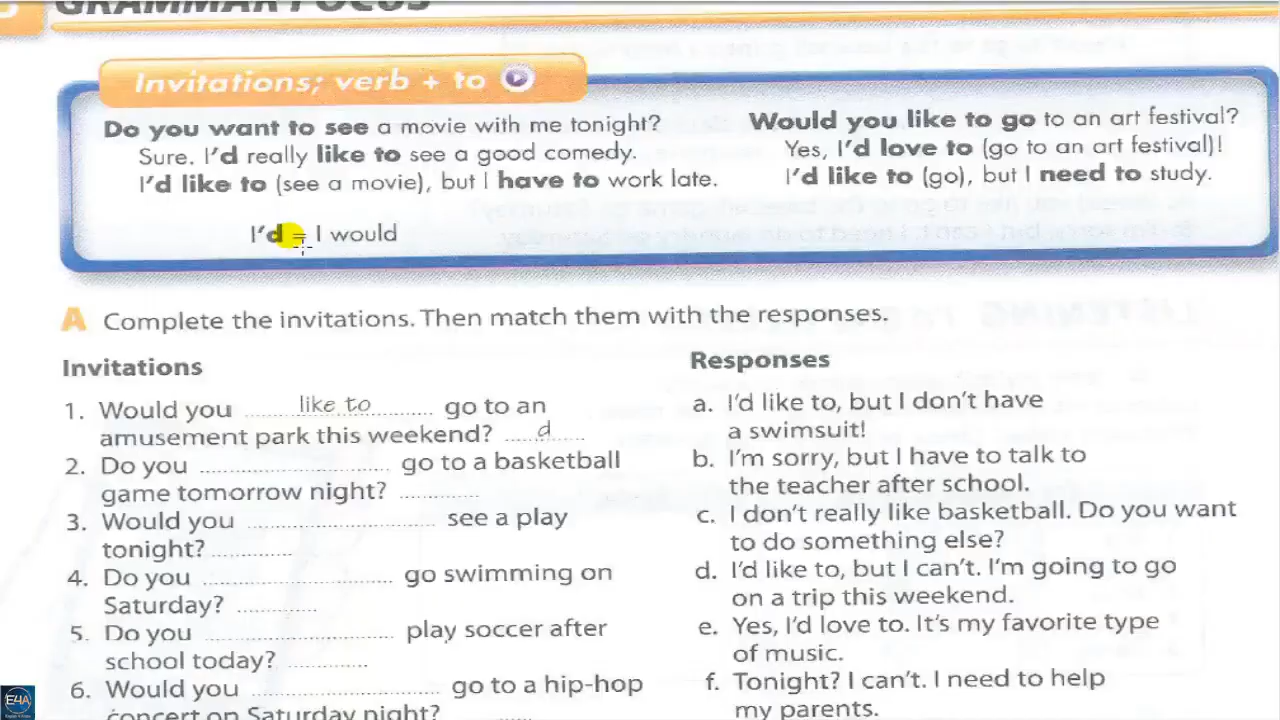 GRAMMAR FOCUS
Invitations; verb + to
Do you want to see a movie with me tonight?
Sure. I'd really like to see a good comedy.
I'd like to (see a movie), but I have to work late.
I'd = I would
Would you like to go to an art festival?
Yes, I'd love to (go to an art festival)!
I'd like to (go), but I need to study.
A Complete the invitations. Then match them with the responses.
Invitations
1. Would you like to go to an
amusement park this weekend? d
2. Do you go to a basketball
game tomorrow night?
3. Would you see a play
tonight?
4. Do you go swimming on
Saturday?
5. Do you play soccer after
school today?
6. Would you go to a hip-hop
concert on Saturday night?
Responses
a. I'd like to, but I don't have
a swimsuit!
b. I'm sorry, but I have to talk to
the teacher after school.
c. I don't really like basketball. Do you want
to do something else?
d. I'd like to, but I can't. I'm going to go
on a trip this weekend.
e. Yes, I'd love to. It's my favorite type
of music.
f. Tonight? I can't. I need to help
my parents.
E4A